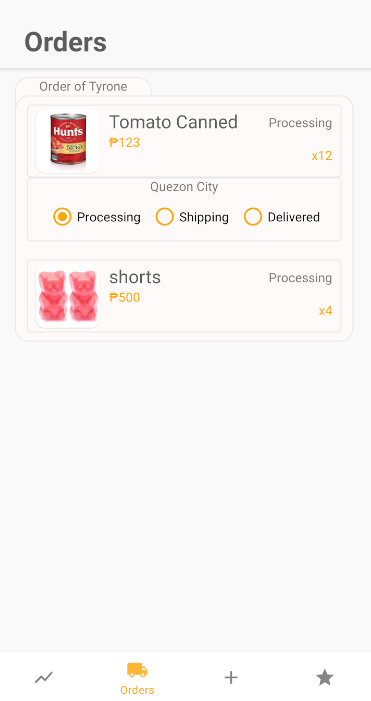 Orders
Order of Tyrone
Hunt's
Tomato Canned
Processing
₱123
x12
Quezon City
Processing
Shipping
Delivered
shorts
Processing
₱500
x4
Orders